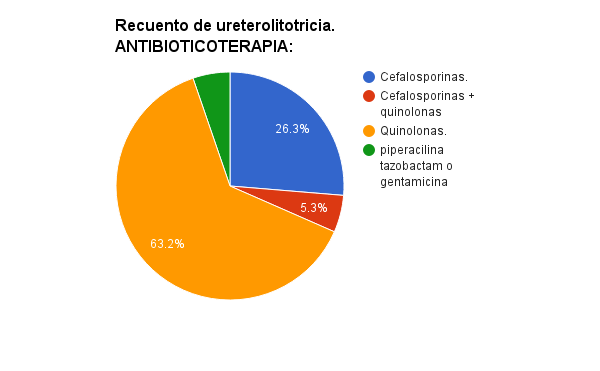 Recuento de ureterolitotricia.
ANTIBIOTICOTERAPIA:
Cefalosporinas.
Cefalosporinas +
quinolonas
Quinolonas.
piperacilina
tazobactam o
gentamicina
26.3%
5.3%
63.2%